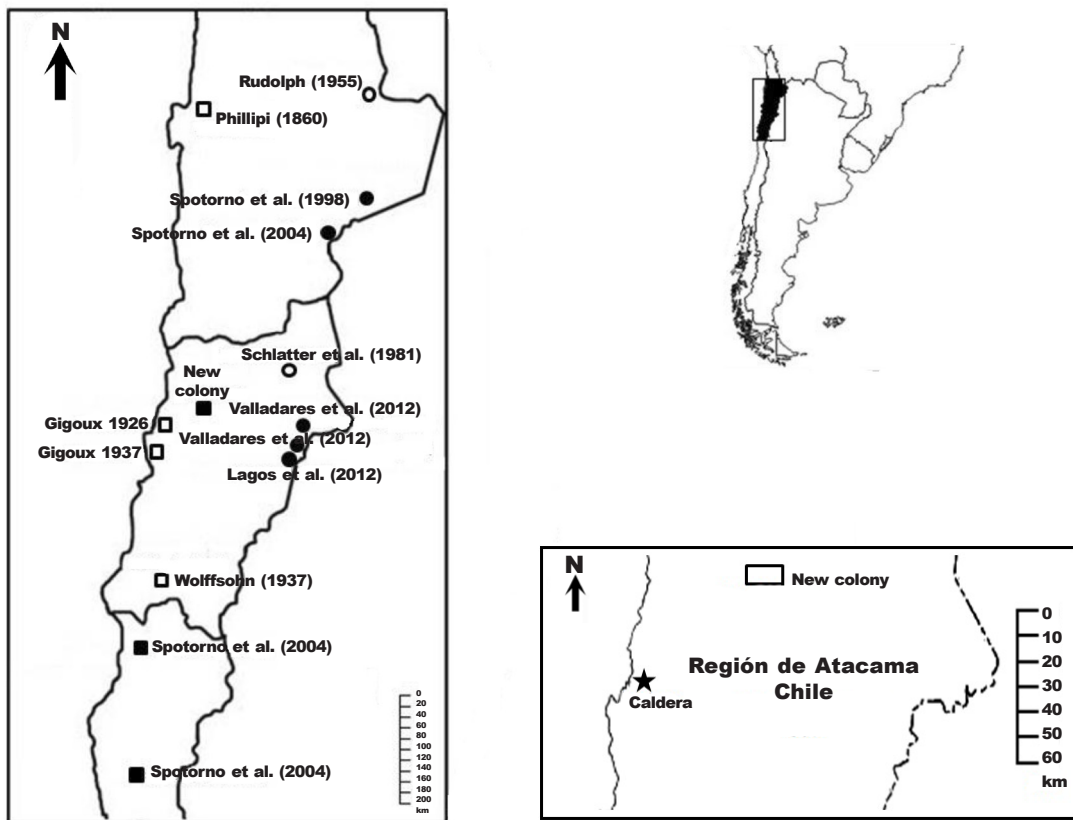 N
Rudolph (1955)
Phillipi (1860)
Spotorno et al. (1998)
Spotorno et al. (2004)
Schlatter et al. (1981)
New
colony
Valladares et al. (2012)
Gigoux 1926
Valladares et al. (2012)
Gigoux 1937
Lagos et al. (2012)
Wolffsohn (1937)
Spotorno et al. (2004)
Spotorno et al. (2004)
0
20
40
60
80
100
120
140
160
180
200
km
N
New colony
Región de Atacama
Chile
Caldera
0
10
20
30
40
50
60
km